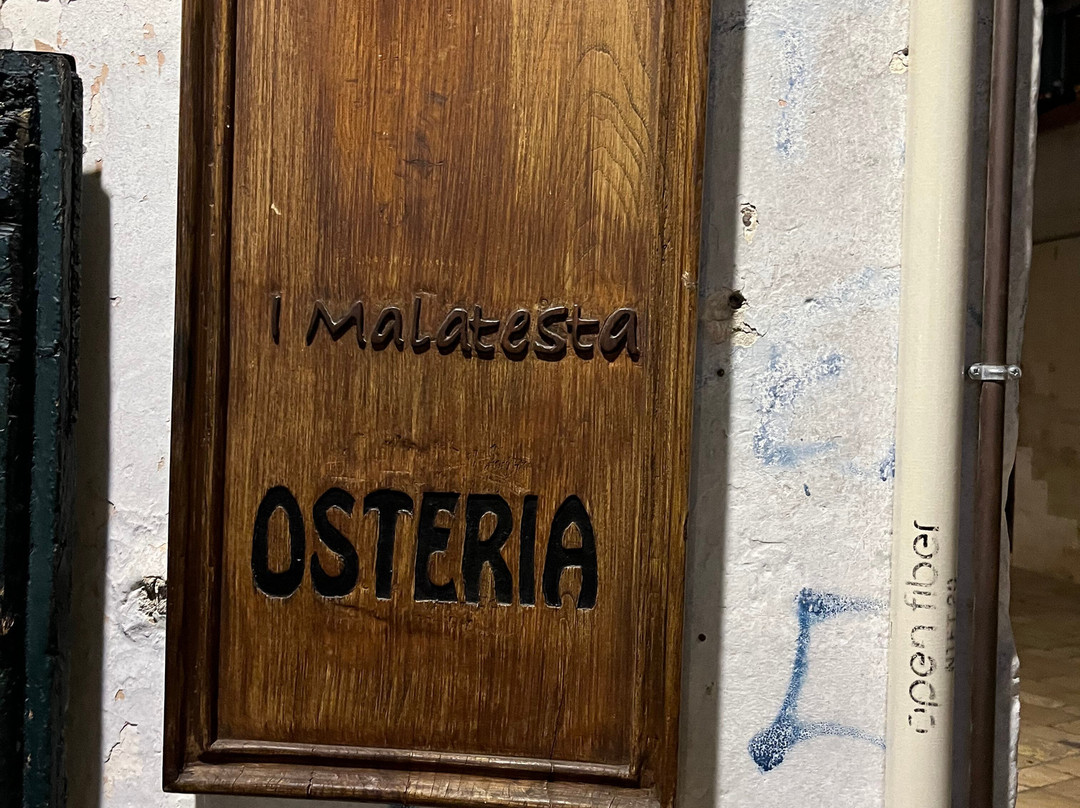 I Malatesta
OSTERIA
open fiber